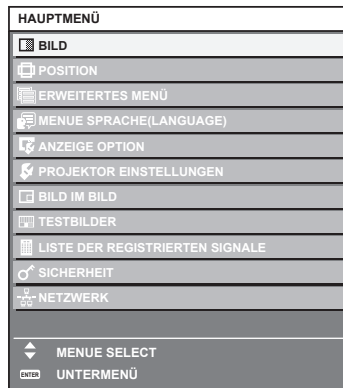 HAUPTMENÜ
BILD
POSITION
ERWEITERTES MENÜ
MENUE SPRACHE(LANGUAGE)
ANZEIGE OPTION
PROJEKTOR EINSTELLUNGEN
BILD IM BILD
TESTBILDER
LISTE DER REGISTRIERTEN SIGNALE
SICHERHEIT
NETZWERK
MENUE SELECT
ENTER UNTERMENÜ